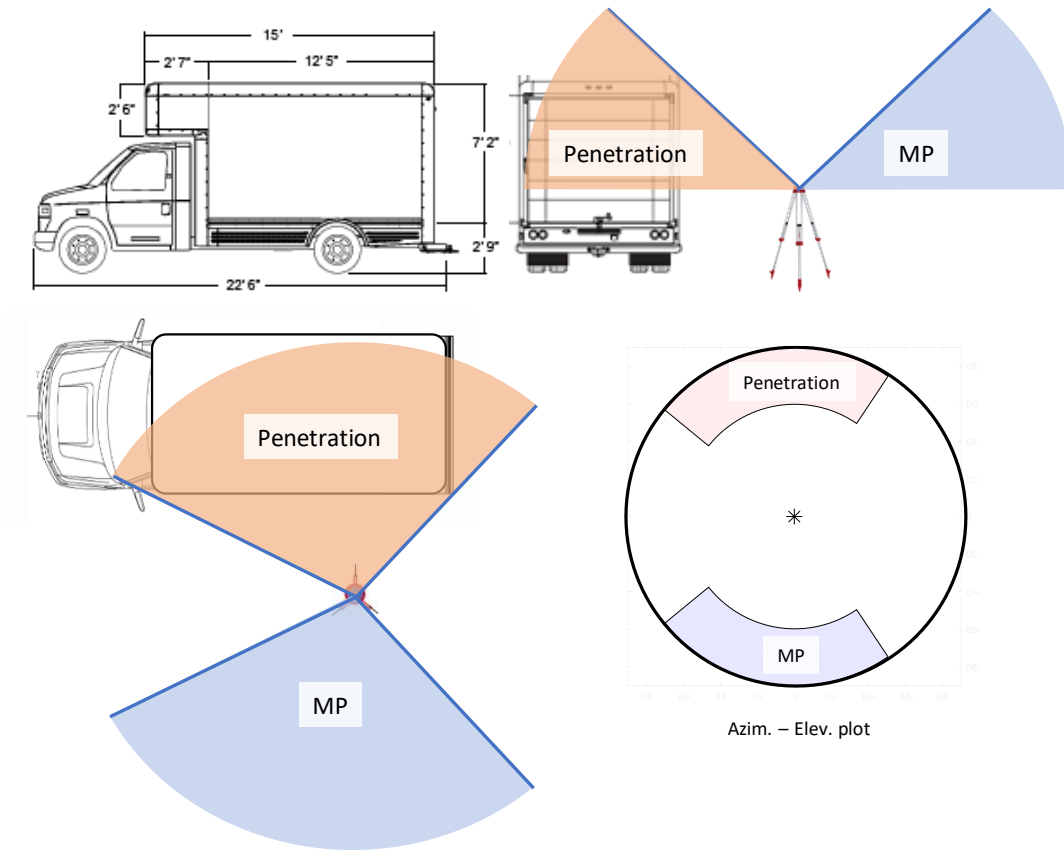 15'
2' 7"
12' 5"
2' 6"
7' 2"
2' 9"
22' 6"
Penetration
MP
Penetration
MP
Penetration
MP
Azim. – Elev. plot